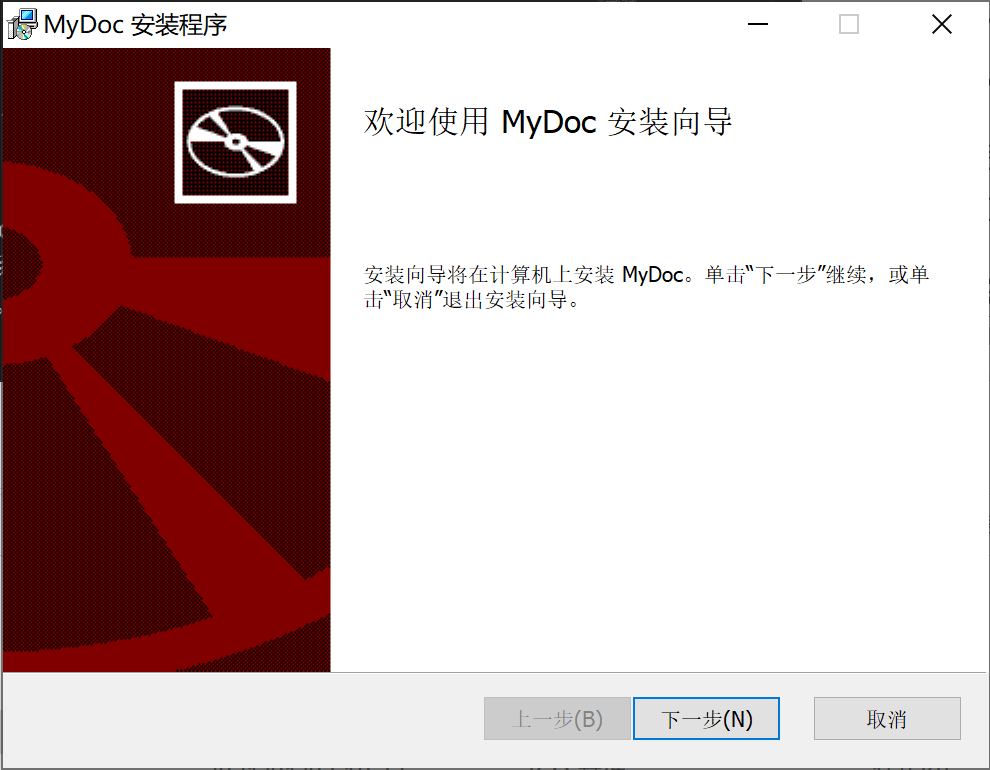 MyDoc 安装程序
欢迎使用 MyDoc 安装向导
安装向导将在计算机上安装 MyDoc。单击“下一步”继续，或单
击“取消”退出安装向导。
上一步(B) 下一步(N) 取消